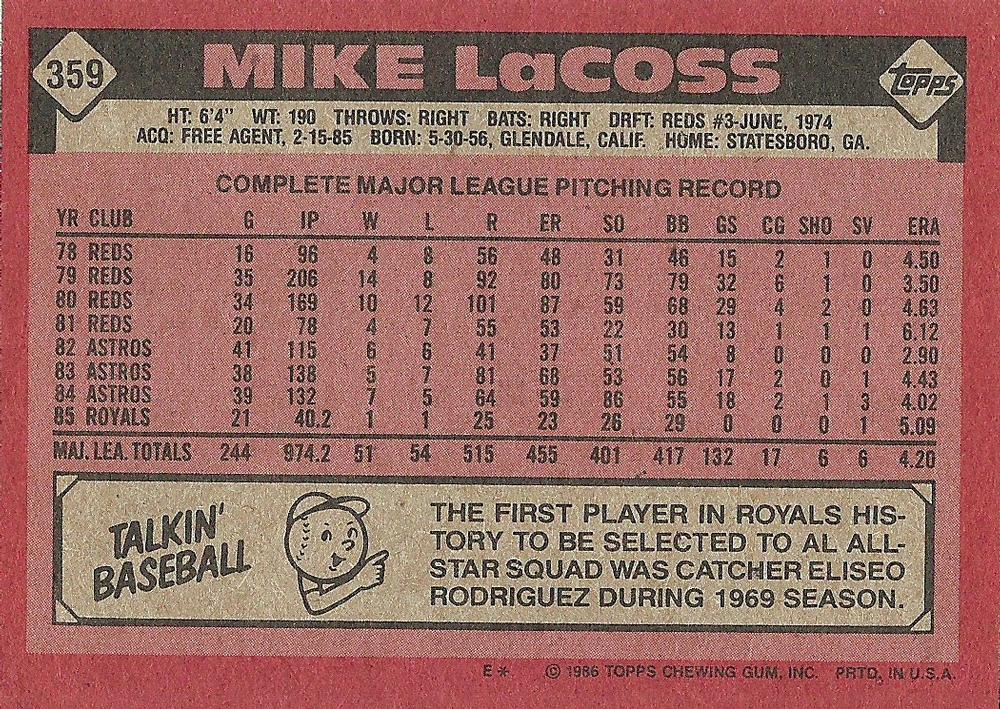 359
MIKE LaCOSS
topps
HT: 6'4" WT: 190 THROWS: RIGHT BATS: RIGHT DRFT: REDS #3-JUNE, 1974
ACQ: FREE AGENT, 2-15-85 BORN: 5-30-56, GLENDALE, CALIF. HOME: STATESBORO, GA.
COMPLETE MAJOR LEAGUE PITCHING RECORD
YR CLUB G IP W L R ER SO BB GS CG SHO SV ERA
78 REDS 16 96 4 8 56 48 31 46 15 2 1 0 4.50
79 REDS 35 206 14 8 92 80 73 79 32 6 1 0 3.50
80 REDS 34 169 10 12 101 87 59 68 29 4 2 0 4.63
81 REDS 20 78 4 7 55 53 22 30 13 1 1 1 6.12
82 ASTROS 41 115 6 6 41 37 51 54 8 0 0 0 2.90
83 ASTROS 38 138 5 7 81 68 53 56 17 2 0 1 4.43
84 ASTROS 39 132 7 5 64 59 86 55 18 2 1 3 4.02
85 ROYALS 21 40.2 1 1 25 23 26 29 0 0 0 1 5.09
MAJ. LEA. TOTALS 244 974.2 51 54 515 455 401 417 132 17 6 6 4.20
TALKIN'
BASEBALL
THE FIRST PLAYER IN ROYALS HIS-
TORY TO BE SELECTED TO AL ALL-
STAR SQUAD WAS CATCHER ELISEO
RODRIGUEZ DURING 1969 SEASON.
E* © 1986 TOPPS CHEWING GUM, INC. PRTD. IN U.S.A.